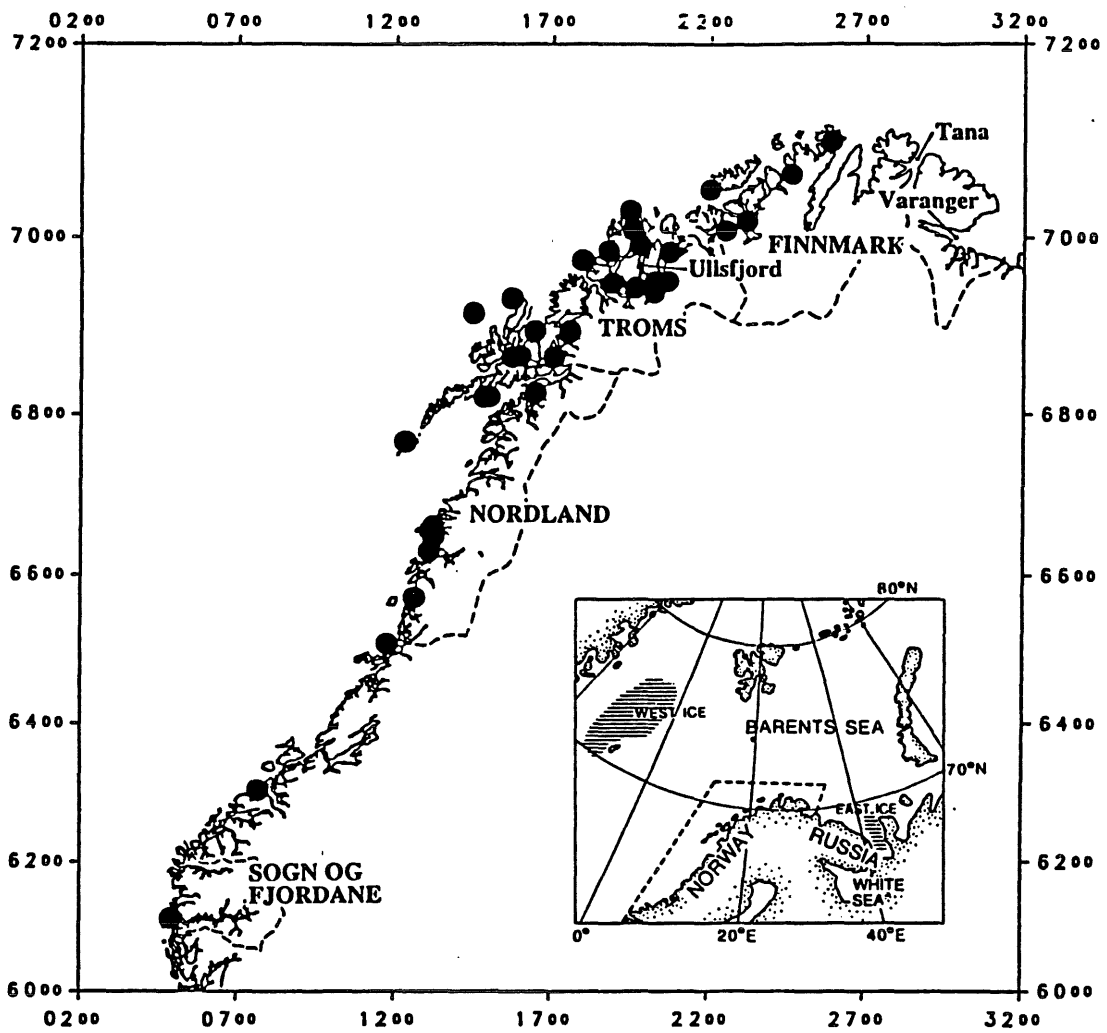 0200 0700 1200 1700 2200 2700 3200
7200 7200
Tana
Varanger
7000 7000
FINNMARK
Ullsfjord
TROMS
6800 6800
NORDLAND
6600 6600
80°N
WEST ICE
BARENTS SEA
6400 6400
70°N
EAST ICE
NORWAY
RUSSIA
WHITE
SEA
6200 6200
SOGN OG
FJORDANE
0° 20°E 40°E
6000 6000
0200 0700 1200 1700 2200 2700 3200